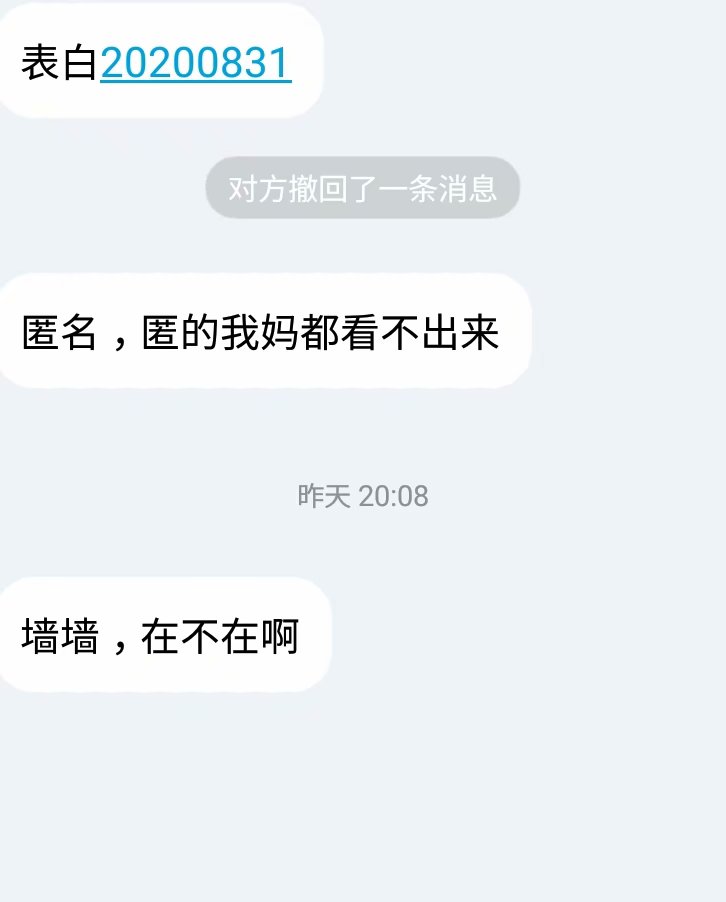 表白20200831
对方撤回了一条消息
匿名，匿的我妈都看不出来
昨天 20:08
墙墙，在不在啊